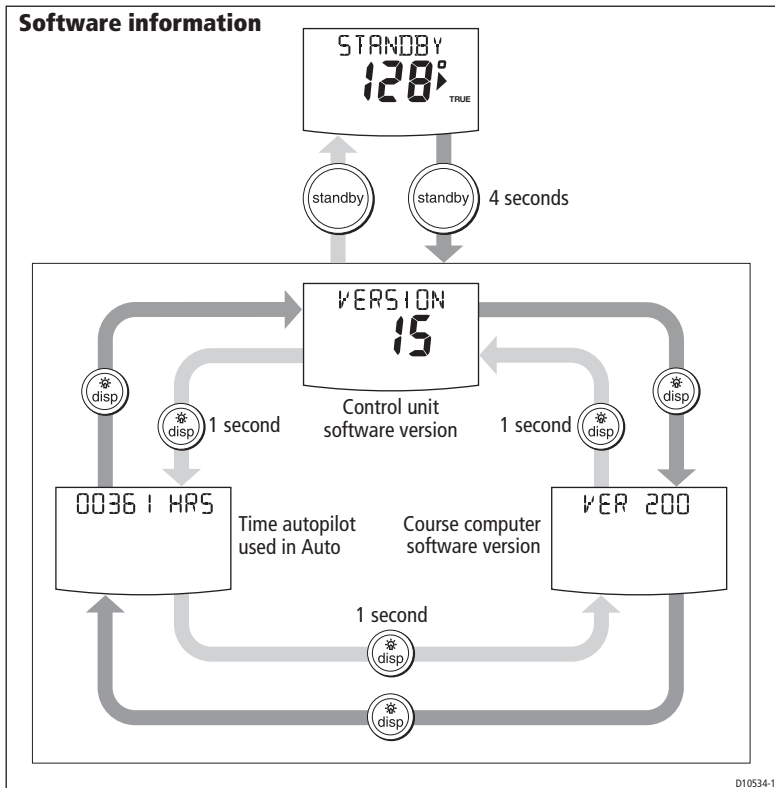 Software information
STANDBY
128°
TRUE
standby
standby
4 seconds
VERSION
15
disp
disp
1 second
Control unit
software version
1 second
disp
disp
00361 HRS
Time autopilot
used in Auto
Course computer
software version
VER 200
1 second
disp
disp
D10534-1